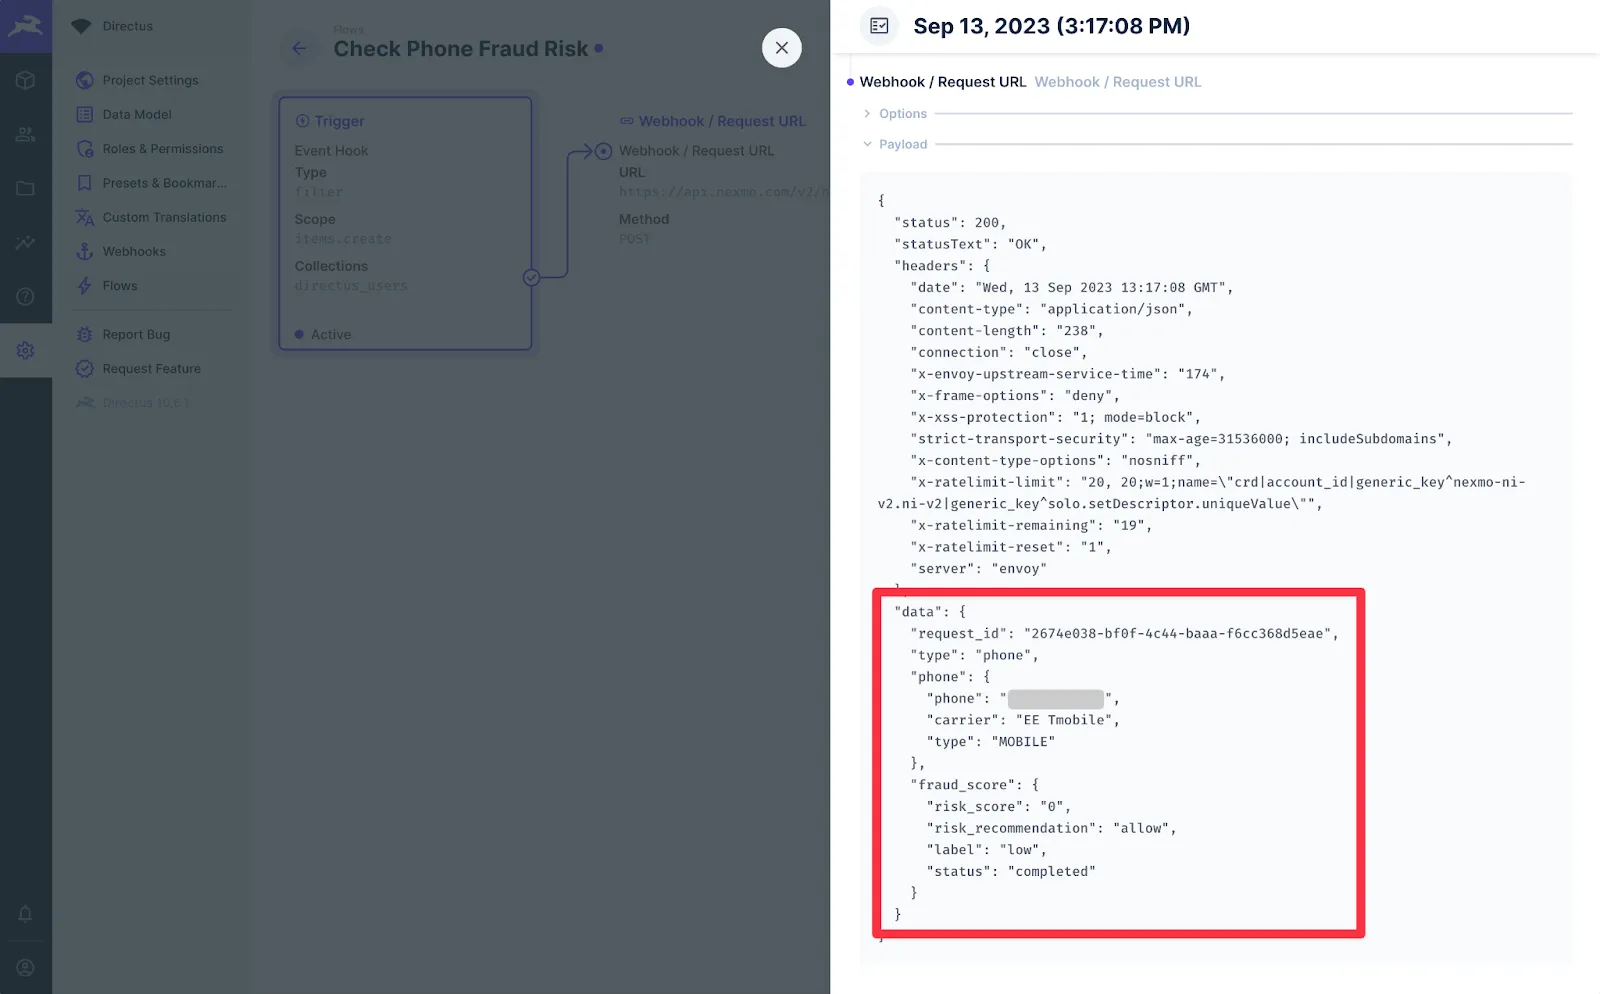 Directus
Project Settings
Data Model
Roles & Permissions
Presets & Bookmar...
Custom Translations
Webhooks
Flows
Report Bug
Request Feature
Directus 10.6.1
Flows
Check Phone Fraud Risk
Trigger
Event Hook
Type
filter
Scope
items.create
Collections
directus_users
Active
Webhook / Request URL
Webhook / Request URL
URL
https://api.nexmo.com/v2/n
Method
POST
Sep 13, 2023 (3:17:08 PM)
Webhook / Request URL Webhook / Request URL
Options
Payload
{
"status": 200,
"statusText": "OK",
"headers": {
"date": "Wed, 13 Sep 2023 13:17:08 GMT",
"content-type": "application/json",
"content-length": "238",
"connection": "close",
"x-envoy-upstream-service-time": "174",
"x-frame-options": "deny",
"x-xss-protection": "1; mode=block",
"strict-transport-security": "max-age=31536000; includeSubdomains",
"x-content-type-options": "nosniff",
"x-ratelimit-limit": "20, 20;w=1;name=\"crd|account_id|generic_key^nexmo-ni-
v2.ni-v2|generic_key^solo.setDescriptor.uniqueValue\"",
"x-ratelimit-remaining": "19",
"x-ratelimit-reset": "1",
"server": "envoy"
"data": {
"request_id": "2674e038-bf0f-4c44-baaa-f6cc368d5eae",
"type": "phone",
"phone": {
"phone": "",
"carrier": "EE Tmobile",
"type": "MOBILE"
},
"fraud_score": {
"risk_score": "0",
"risk_recommendation": "allow",
"label": "low",
"status": "completed"
}
}